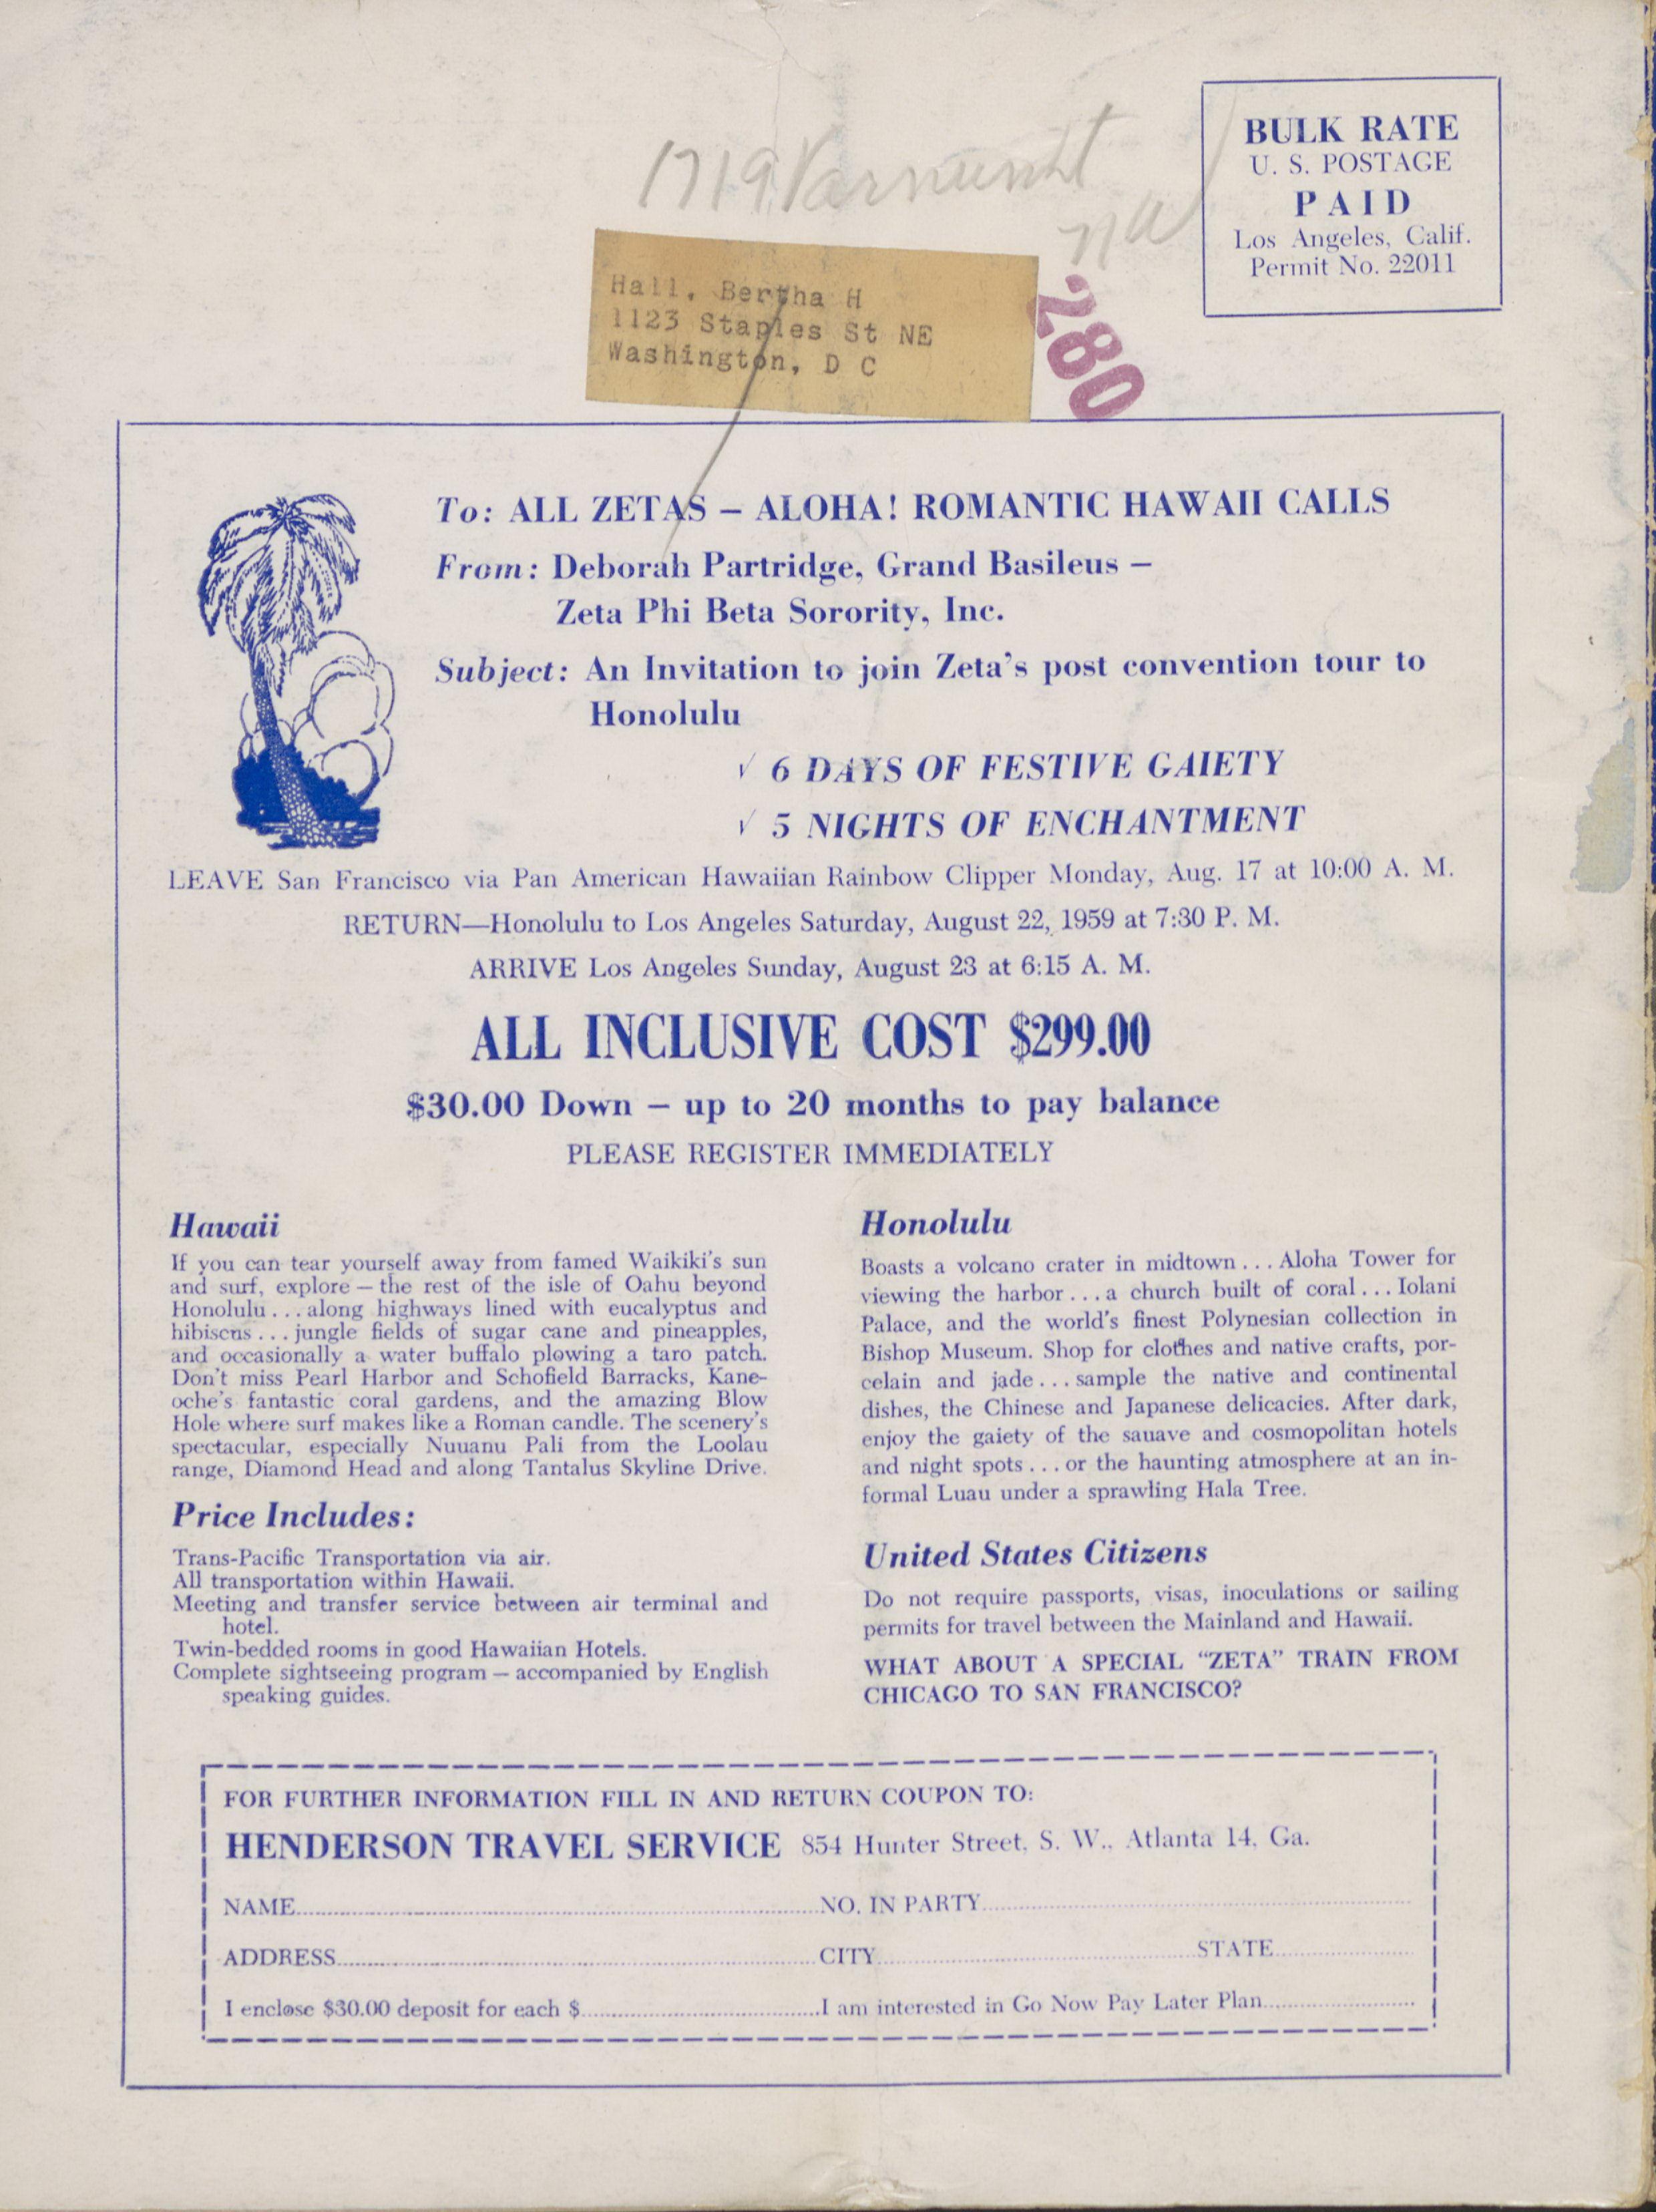 BULK RATE
U. S. POSTAGE
PAID
Los Angeles, Calif.
Permit No. 22011
1719
NW
Hall, Bertha H
1123 Staples St NE
Washington, D C
280
To: ALL ZETAS – ALOHA! ROMANTIC HAWAII CALLS
From: Deborah Partridge, Grand Basileus –
Zeta Phi Beta Sorority, Inc.
Subject: An Invitation to join Zeta's post convention tour to
Honolulu
√ 6 DAYS OF FESTIVE GAIETY
√ 5 NIGHTS OF ENCHANTMENT
LEAVE San Francisco via Pan American Hawaiian Rainbow Clipper Monday, Aug. 17 at 10:00 A. M.
RETURN—Honolulu to Los Angeles Saturday, August 22, 1959 at 7:30 P. M.
ARRIVE Los Angeles Sunday, August 23 at 6:15 A. M.
ALL INCLUSIVE COST $299.00
$30.00 Down – up to 20 months to pay balance
PLEASE REGISTER IMMEDIATELY
Hawaii
If you can tear yourself away from famed Waikiki's sun
and surf, explore – the rest of the isle of Oahu beyond
Honolulu . . . along highways lined with eucalyptus and
hibiscus . . . jungle fields of sugar cane and pineapples,
and occasionally a water buffalo plowing a taro patch.
Don't miss Pearl Harbor and Schofield Barracks, Kane-
oche's fantastic coral gardens, and the amazing Blow
Hole where surf makes like a Roman candle. The scenery's
spectacular, especially Nuuanu Pali from the Loolau
range, Diamond Head and along Tantalus Skyline Drive.
Price Includes:
Trans-Pacific Transportation via air.
All transportation within Hawaii.
Meeting and transfer service between air terminal and
hotel.
Twin-bedded rooms in good Hawaiian Hotels.
Complete sightseeing program – accompanied by English
speaking guides.
Honolulu
Boasts a volcano crater in midtown . . . Aloha Tower for
viewing the harbor . . . a church built of coral . . . Iolani
Palace, and the world's finest Polynesian collection in
Bishop Museum. Shop for clothes and native crafts, por-
celain and jade . . . sample the native and continental
dishes, the Chinese and Japanese delicacies. After dark,
enjoy the gaiety of the sauave and cosmopolitan hotels
and night spots . . . or the haunting atmosphere at an in-
formal Luau under a sprawling Hala Tree.
United States Citizens
Do not require passports, visas, inoculations or sailing
permits for travel between the Mainland and Hawaii.
WHAT ABOUT A SPECIAL "ZETA" TRAIN FROM
CHICAGO TO SAN FRANCISCO?
FOR FURTHER INFORMATION FILL IN AND RETURN COUPON TO:
HENDERSON TRAVEL SERVICE 854 Hunter Street, S. W., Atlanta 14, Ga.
NAME NO. IN PARTY
ADDRESS CITY STATE
I enclose $30.00 deposit for each $ I am interested in Go Now Pay Later Plan